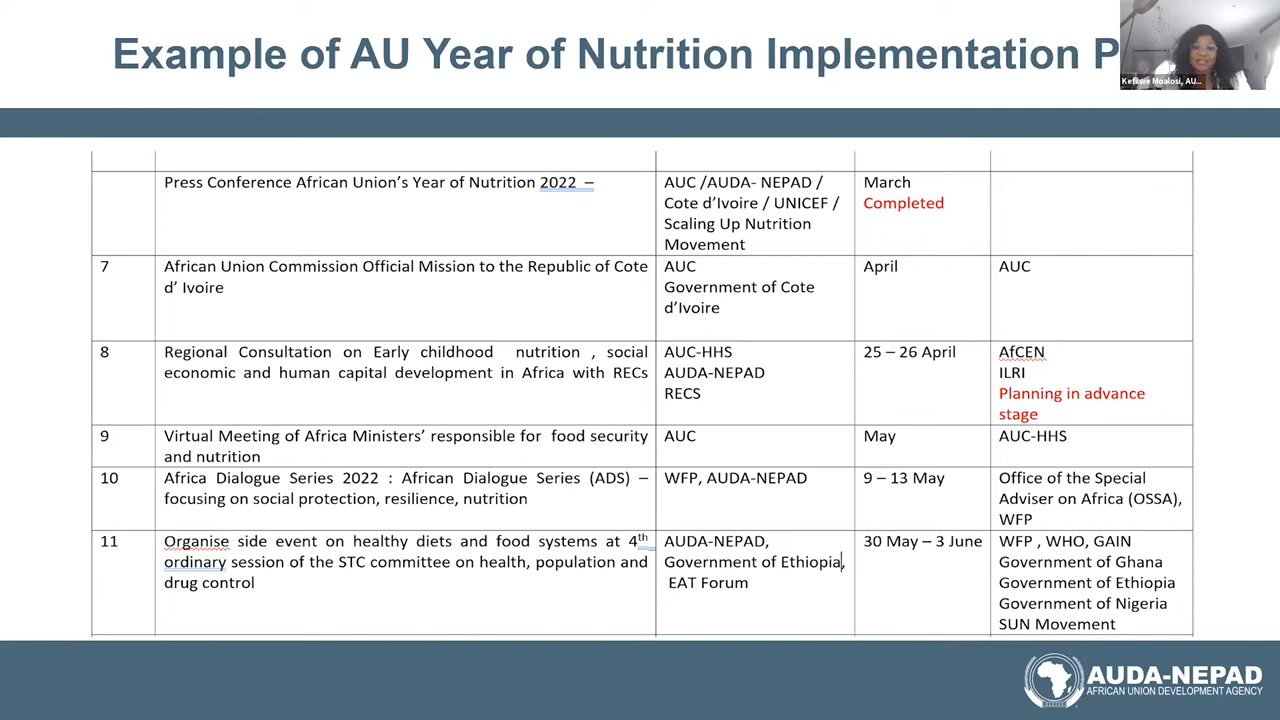 Example of AU Year of Nutrition Implementation P
Kefilwe Moalosi, AU...
Press Conference African Union's Year of Nutrition 2022 –
AUC /AUDA- NEPAD /
Cote d'Ivoire / UNICEF /
Scaling Up Nutrition
Movement
March
Completed
7
African Union Commission Official Mission to the Republic of Cote
d' Ivoire
AUC
Government of Cote
d'Ivoire
April
AUC
8
Regional Consultation on Early childhood nutrition , social
economic and human capital development in Africa with RECs
AUC-HHS
AUDA-NEPAD
RECS
25 – 26 April
AfCEN
ILRI
Planning in advance
stage
9
Virtual Meeting of Africa Ministers' responsible for food security
and nutrition
AUC
May
AUC-HHS
10
Africa Dialogue Series 2022 : African Dialogue Series (ADS) –
focusing on social protection, resilience, nutrition
WFP, AUDA-NEPAD
9 – 13 May
Office of the Special
Adviser on Africa (OSSA),
WFP
11
Organise side event on healthy diets and food systems at 4th
ordinary session of the STC committee on health, population and
drug control
AUDA-NEPAD,
Government of Ethiopia,
EAT Forum
30 May – 3 June
WFP , WHO, GAIN
Government of Ghana
Government of Ethiopia
Government of Nigeria
SUN Movement
AUDA-NEPAD
AFRICAN UNION DEVELOPMENT AGENCY